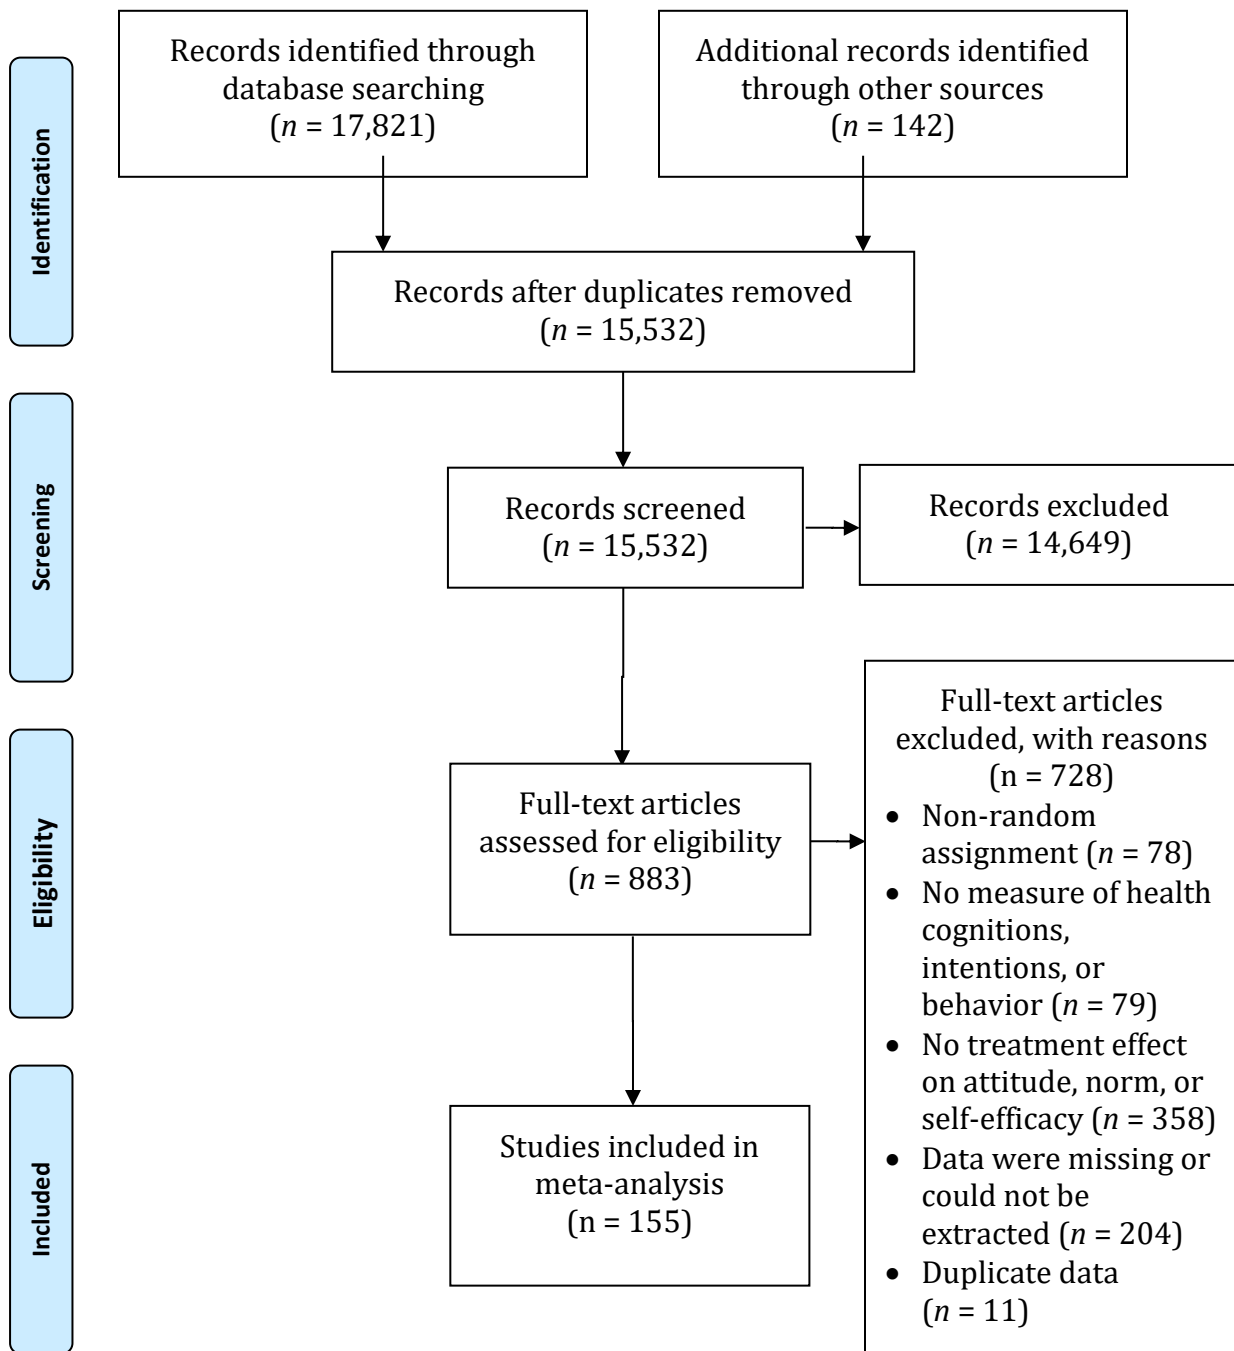 Identification
Records identified through
database searching
(n = 17,821)
Additional records identified
through other sources
(n = 142)
Records after duplicates removed
(n = 15,532)
Screening
Records screened
(n = 15,532)
Records excluded
(n = 14,649)
Eligibility
Full-text articles
assessed for eligibility
(n = 883)
Full-text articles
excluded, with reasons
(n = 728)
• Non-random
assignment (n = 78)
• No measure of health
cognitions,
intentions, or
behavior (n = 79)
• No treatment effect
on attitude, norm, or
self-efficacy (n = 358)
• Data were missing or
could not be
extracted (n = 204)
• Duplicate data
(n = 11)
Included
Studies included in
meta-analysis
(n = 155)